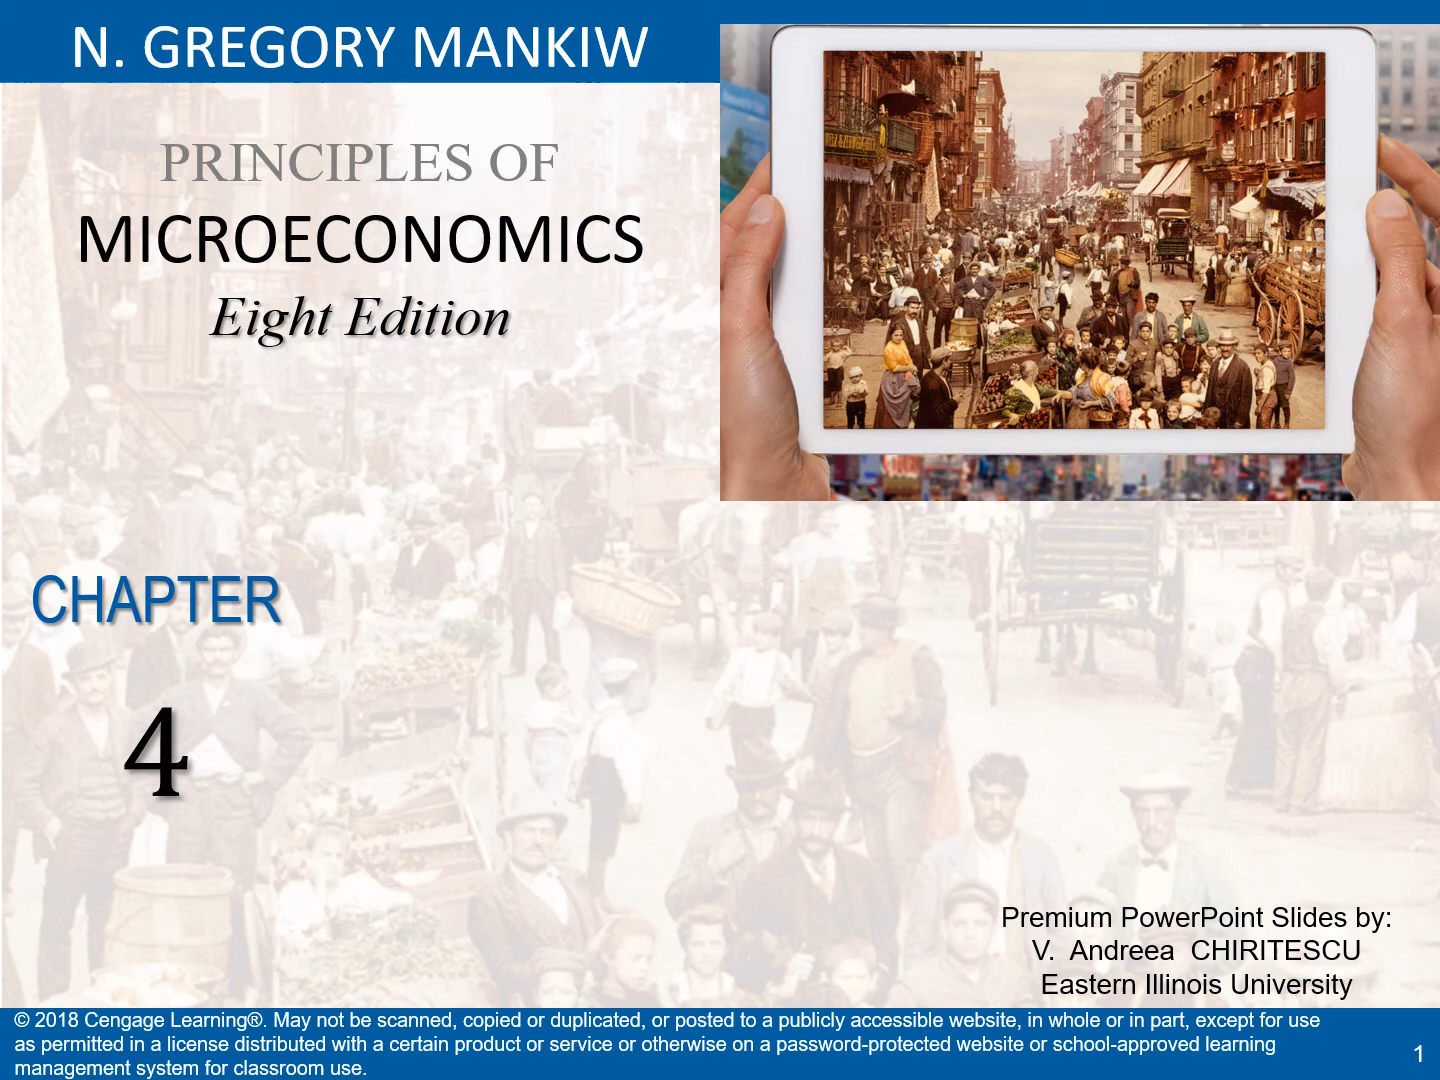 N. GREGORY MANKIW
PRINCIPLES OF
MICROECONOMICS
Eight Edition
CHAPTER
4
Premium PowerPoint Slides by:
V. Andreea CHIRITESCU
Eastern Illinois University
© 2018 Cengage Learning®. May not be scanned, copied or duplicated, or posted to a publicly accessible website, in whole or in part, except for use
as permitted in a license distributed with a certain product or service or otherwise on a password-protected website or school-approved learning
management system for classroom use.
1